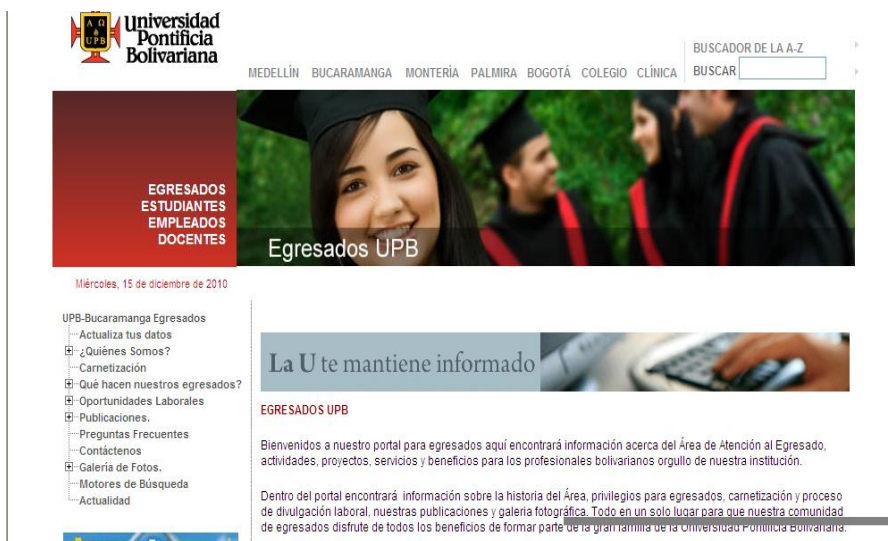 Α Ω
UPB
Universidad
Pontificia
Bolivariana
BUSCADOR DE LA A-Z
MEDELLÍN BUCARAMANGA MONTERÍA PALMIRA BOGOTÁ COLEGIO CLÍNICA BUSCAR
EGRESADOS
ESTUDIANTES
EMPLEADOS
DOCENTES
Egresados UPB
Miércoles, 15 de diciembre de 2010
UPB-Bucaramanga Egresados
Actualiza tus datos
¿Quiénes Somos?
Carnetización
Qué hacen nuestros egresados?
Oportunidades Laborales
Publicaciones.
Preguntas Frecuentes
Contáctenos
Galería de Fotos.
Motores de Búsqueda
Actualidad
La U te mantiene informado
EGRESADOS UPB
Bienvenidos a nuestro portal para egresados aquí encontrará información acerca del Área de Atención al Egresado,
actividades, proyectos, servicios y beneficios para los profesionales bolivarianos orgullo de nuestra institución.
Dentro del portal encontrará información sobre la historia del Área, privilegios para egresados, carnetización y proceso
de divulgación laboral, nuestras publicaciones y galeria fotográfica. Todo en un solo lugar para que nuestra comunidad
de egresados disfrute de todos los beneficios de formar parte de la gran familia de la Universidad Pontificia Bolivariana.